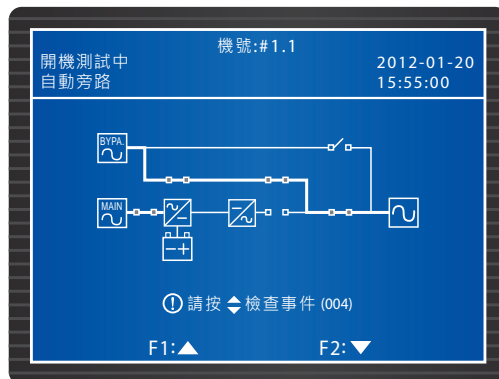 機號:#1.1
開機測試中
自動旁路
2012-01-20
15:55:00
BYPA.
MAIN
! 請按 檢查事件 (004)
F1:▲ F2:▼